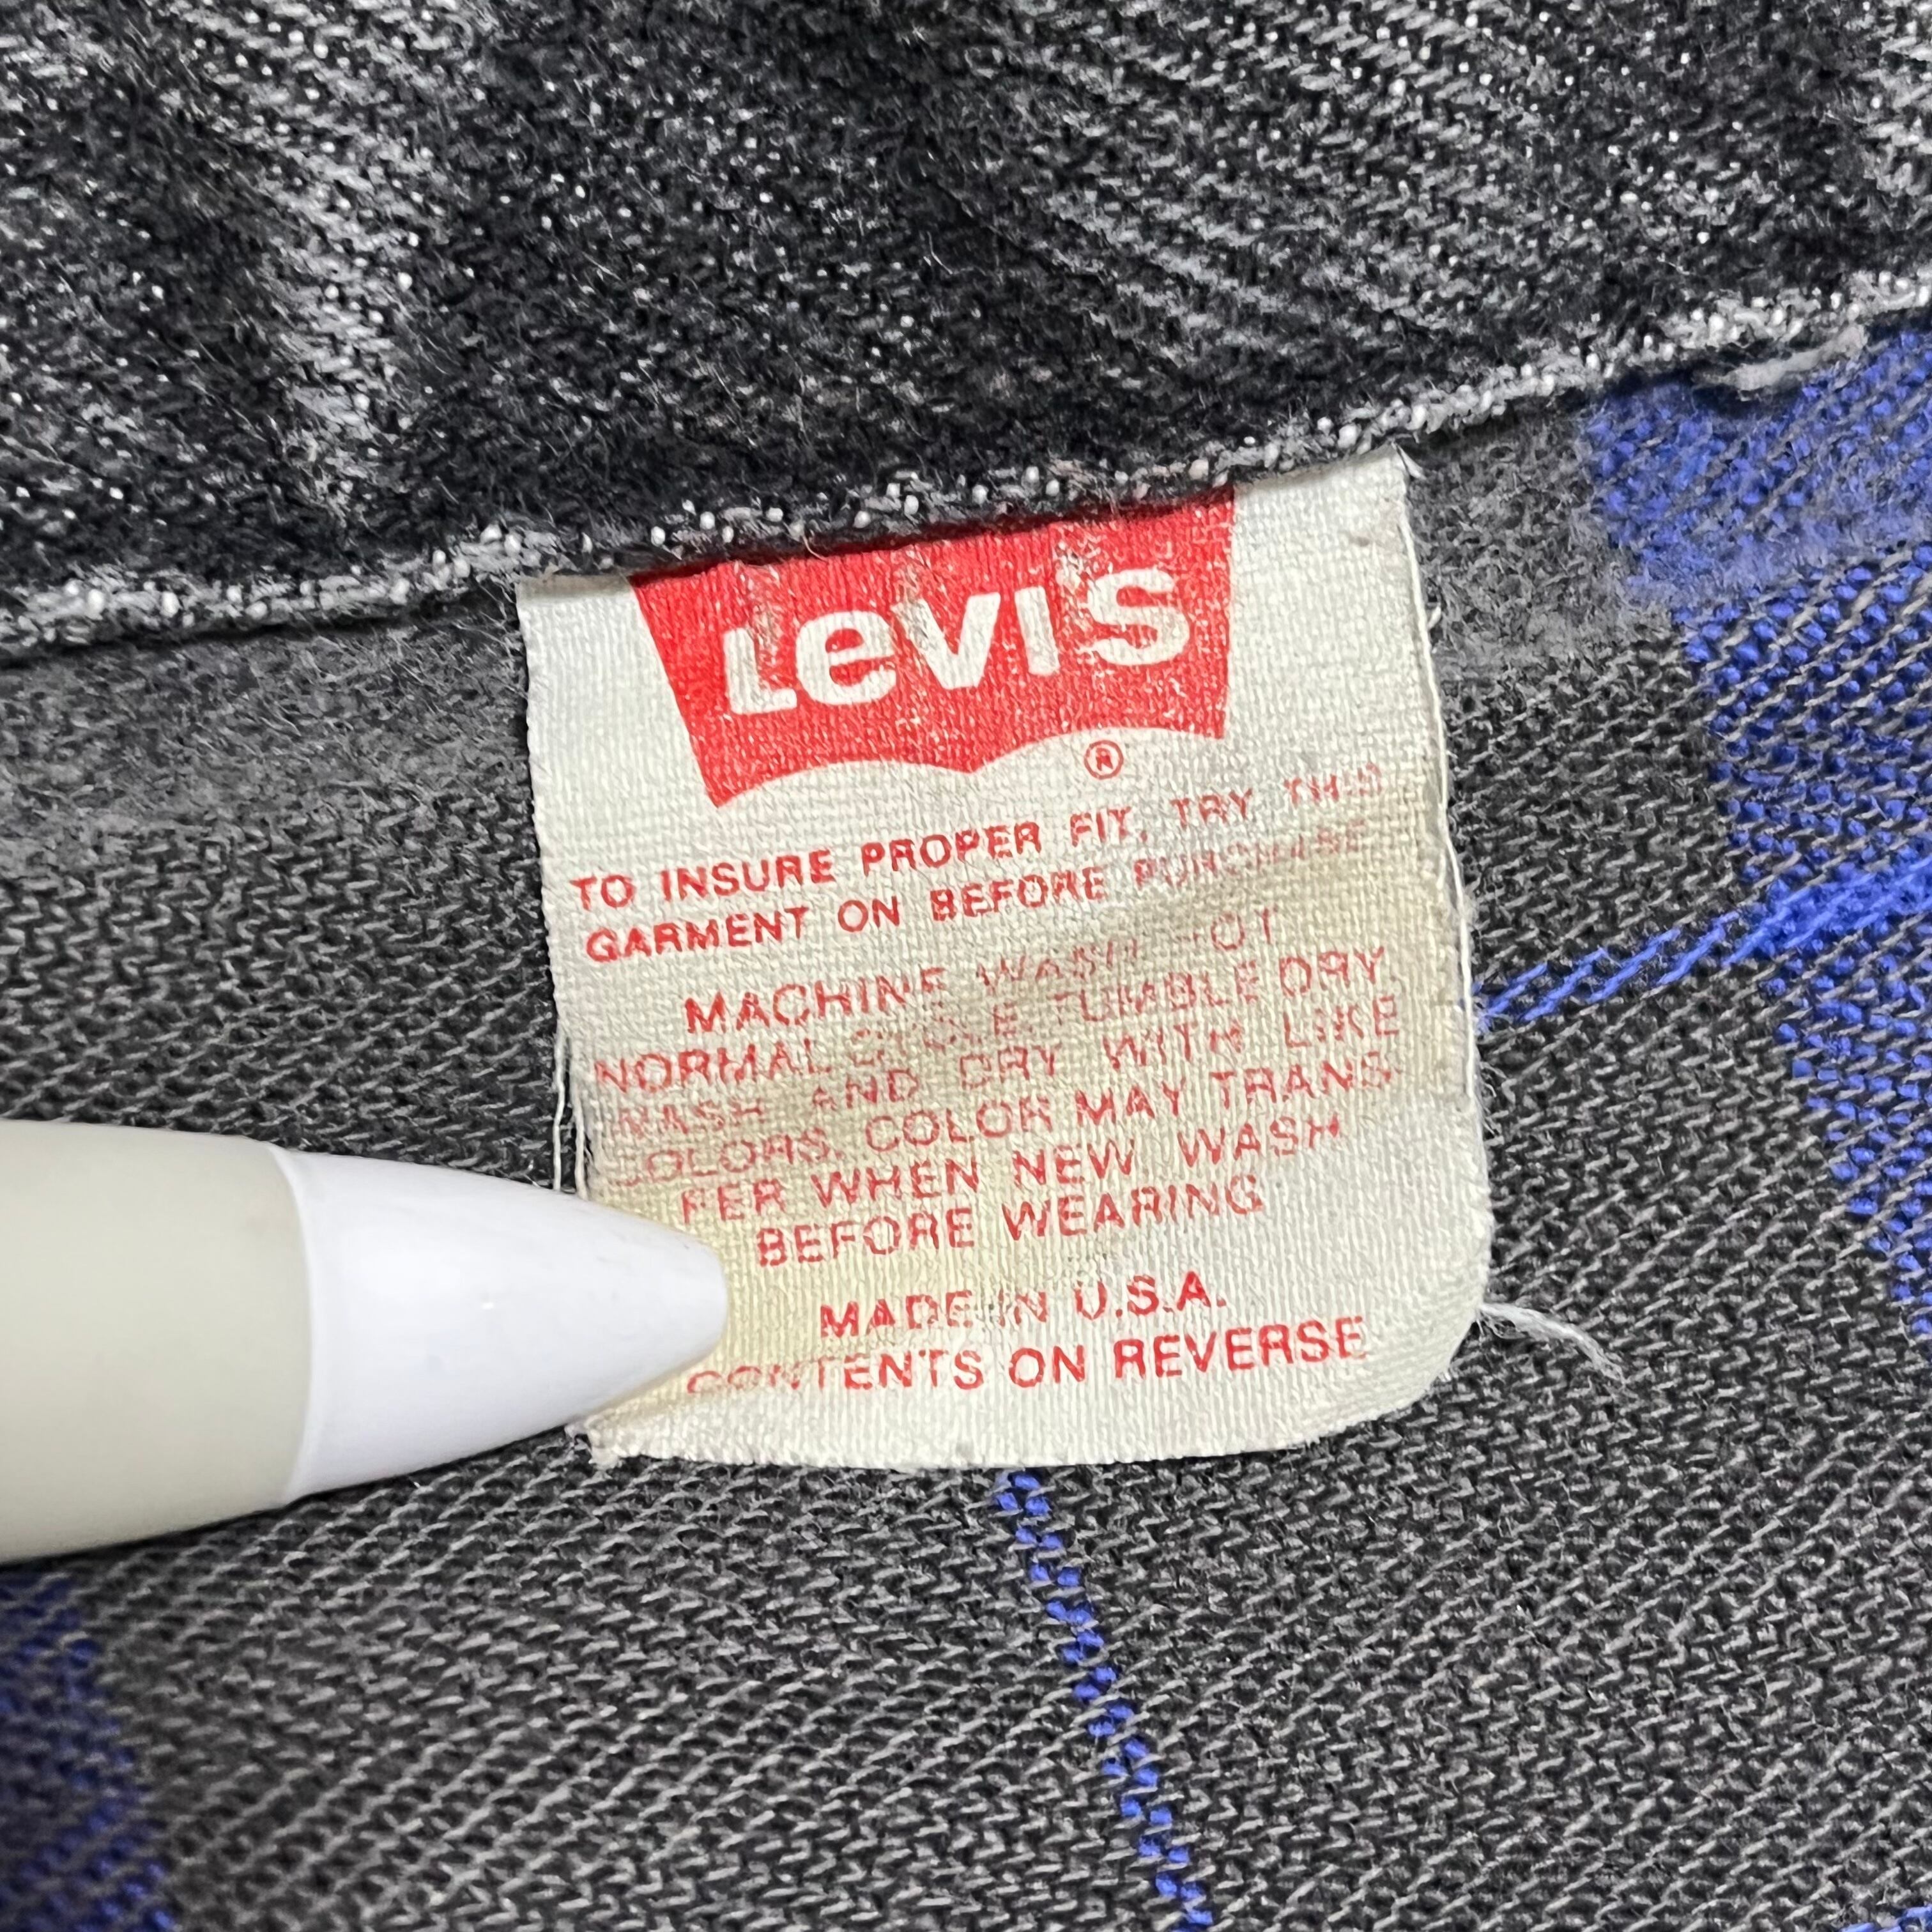 LEVI'S
®
TO INSURE PROPER FIT, TRY THIS
GARMENT ON BEFORE PURCHASE
MACHINE WASH HOT
NORMAL CYCLE. TUMBLE DRY.
WASH AND DRY WITH LIKE
COLORS. COLOR MAY TRANS
FER WHEN NEW WASH
BEFORE WEARING
MADE IN U.S.A.
CONTENTS ON REVERSE